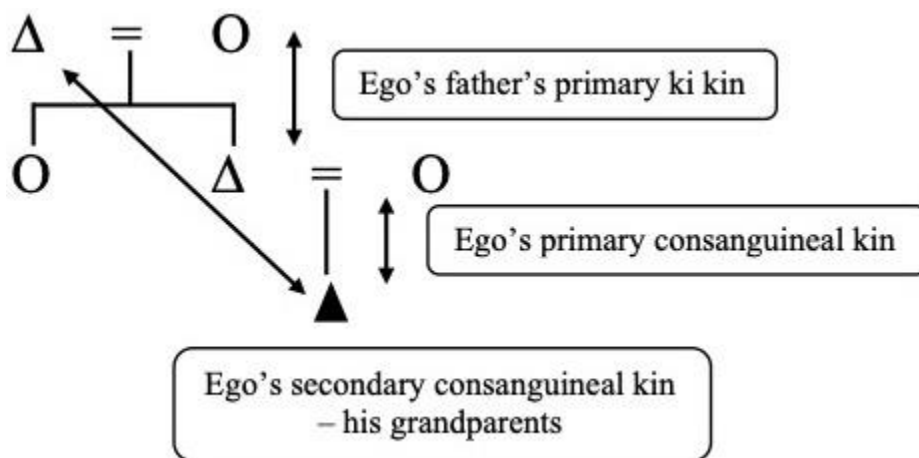 Δ = O
Ego’s father’s primary ki kin
O Δ = O
Ego’s primary consanguineal kin
Ego’s secondary consanguineal kin
– his grandparents